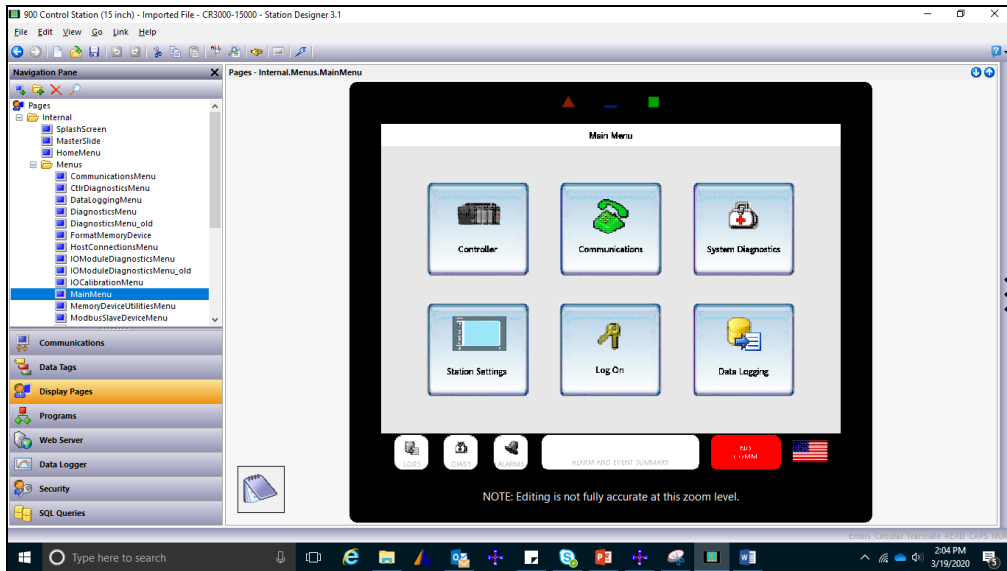 900 Control Station (15 inch) - Imported File - CR3000-15000 - Station Designer 3.1
File Edit View Go Link Help
Navigation Pane
Pages - Internal.Menus.MainMenu
Pages
Internal
SplashScreen
MasterSlide
HomeMenu
Menus
CommunicationsMenu
CtlrDiagnosticsMenu
DataLoggingMenu
DiagnosticsMenu
DiagnosticsMenu_old
FormatMemoryDevice
HostConnectionsMenu
IOModuleDiagnosticsMenu
IOModuleDiagnosticsMenu_old
IOCalibrationMenu
MainMenu
MemoryDeviceUtilitiesMenu
ModbusSlaveDeviceMenu
Communications
Data Tags
Display Pages
Programs
Web Server
Data Logger
Security
SQL Queries
Main Menu
Controller
Communications
System Diagnostics
Station Settings
Log On
Data Logging
LOGS
DIAGS
ALARMS
ALARM AND EVENT SUMMARY
NO
COMM
NOTE: Editing is not fully accurate at this zoom level.
Errors Circular Translate READ CAPS NUM
Type here to search
2:04 PM
3/19/2020